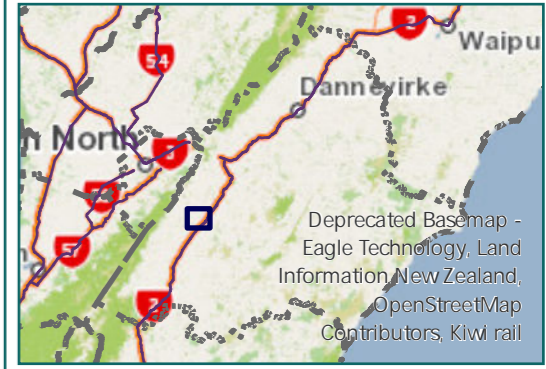 2
Waipu
54
Dannevirke
n North
3
57
2
Deprecated Basemap -
Eagle Technology, Land
Information New Zealand,
OpenStreetMap
Contributors, Kiwi rail